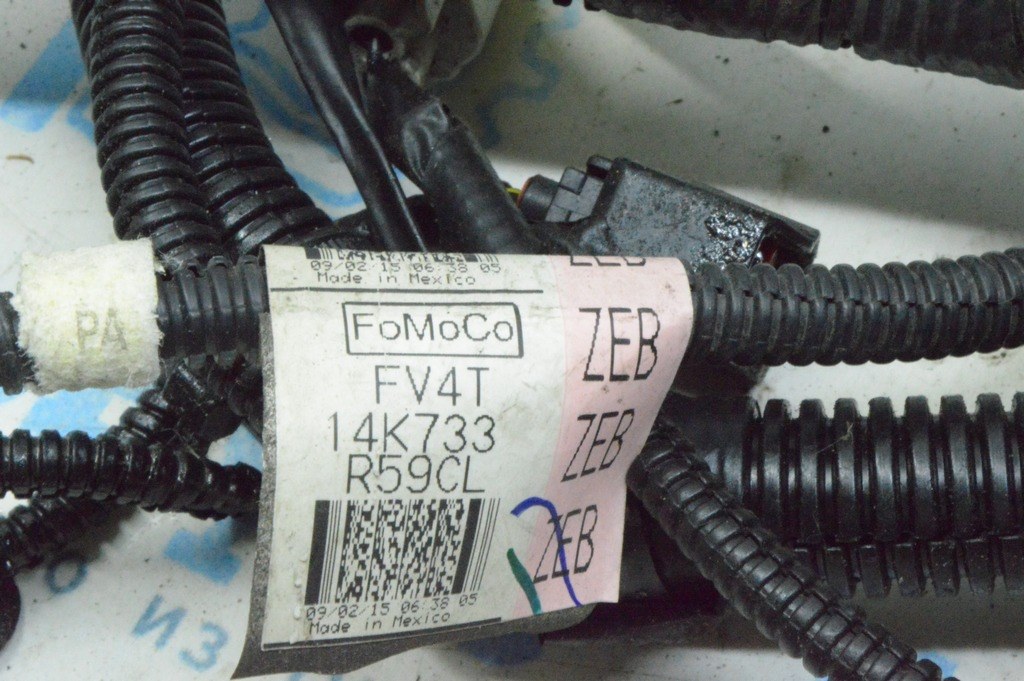 09/02/15 06 38 05
Made in Mexico
FoMoCo
FV4T
14K733
R59CL
09/02/15 06 38 05
Made in Mexico
ZEB
ZEB
ZEB
ZEB
PA
ИЗ